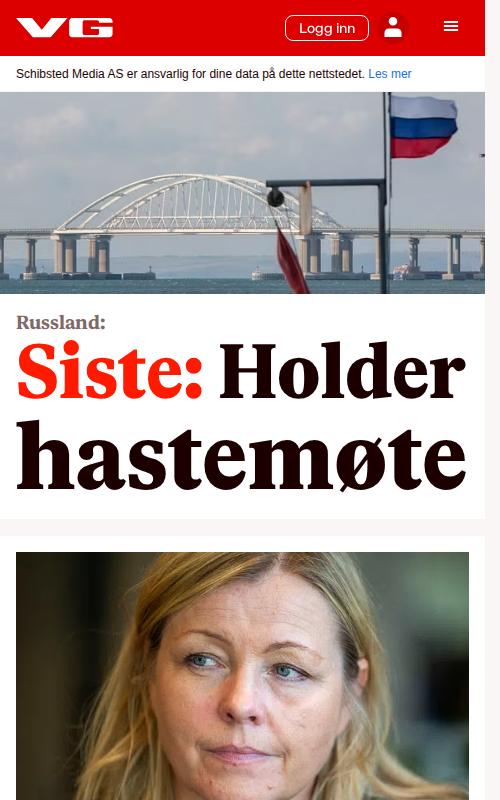 VG
Logg inn
Schibsted Media AS er ansvarlig for dine data på dette nettstedet. Les mer
Russland:
Siste: Holder
hastemøte